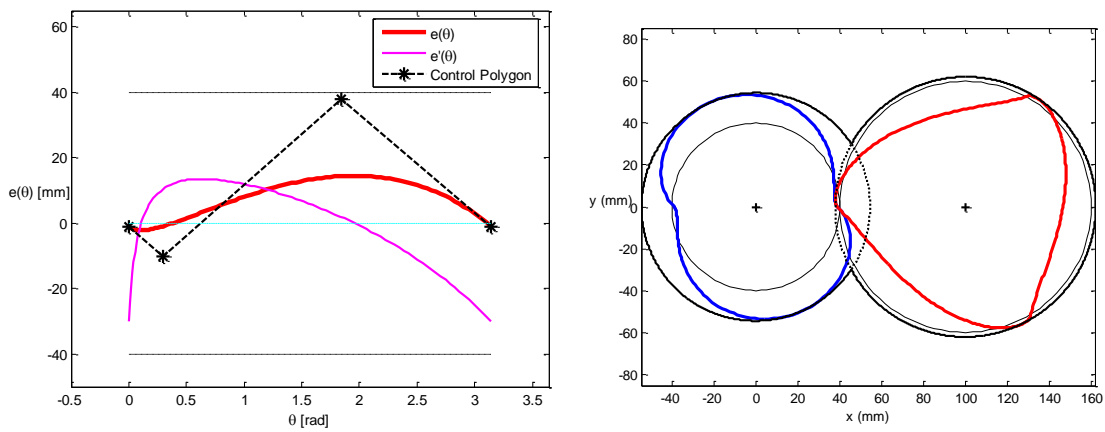 60
40
20
0
-20
-40
e(θ) [mm]
-0.5 0 0.5 1 1.5 2 2.5 3 3.5
θ [rad]
e(θ)
e'(θ)
Control Polygon
80
60
40
20
0
-20
-40
-60
-80
y (mm)
-40 -20 0 20 40 60 80 100 120 140 160
x (mm)